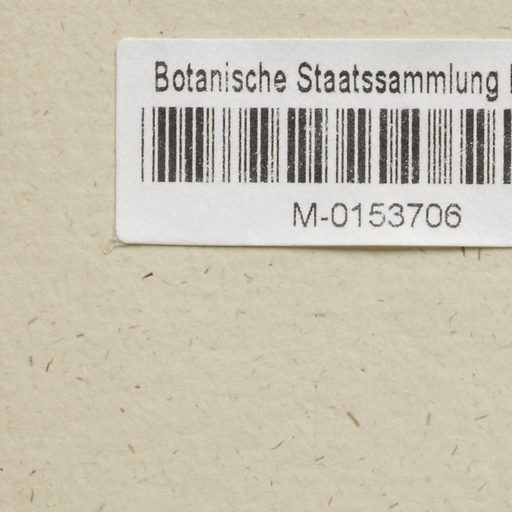 Botanische Staatssammlung
M-0153706